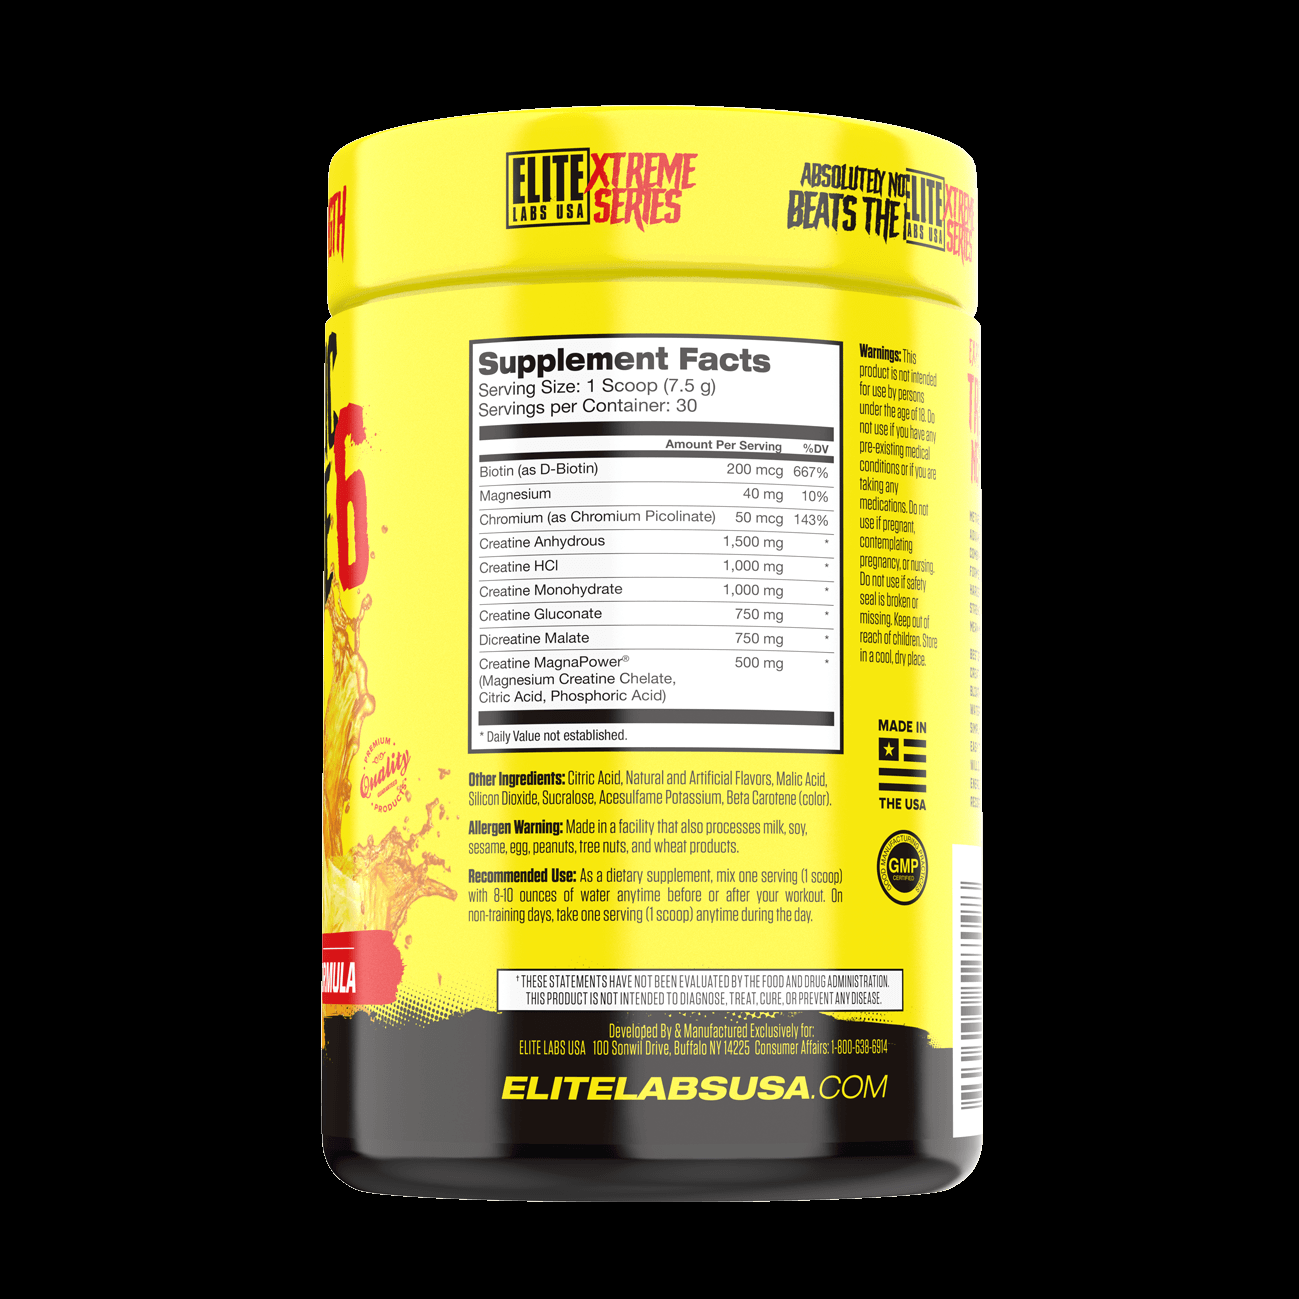 ELITE
LABS USA
XTREME
SERIES
ABSOLUTELY
BEATS THE
ELITE
LABS USA
XTREME
SERIES
6
Supplement Facts
Serving Size: 1 Scoop (7.5 g)
Servings per Container: 30
Amount Per Serving %DV
Biotin (as D-Biotin) 200 mcg 667%
Magnesium 40 mg 10%
Chromium (as Chromium Picolinate) 50 mcg 143%
Creatine Anhydrous 1,500 mg *
Creatine HCl 1,000 mg *
Creatine Monohydrate 1,000 mg *
Creatine Gluconate 750 mg *
Dicreatine Malate 750 mg *
Creatine MagnaPower® 500 mg *
(Magnesium Creatine Chelate,
Citric Acid, Phosphoric Acid)
* Daily Value not established.
Other Ingredients: Citric Acid, Natural and Artificial Flavors, Malic Acid,
Silicon Dioxide, Sucralose, Acesulfame Potassium, Beta Carotene (color).
Allergen Warning: Made in a facility that also processes milk, soy,
sesame, egg, peanuts, tree nuts, and wheat products.
Recommended Use: As a dietary supplement, mix one serving (1 scoop)
with 8-10 ounces of water anytime before or after your workout. On
non-training days, take one serving (1 scoop) anytime during the day.
Warnings: This
product is not intended
for use by persons
under the age of 18. Do
not use if you have any
pre-existing medical
conditions or if you are
taking any
medications. Do not
use if pregnant,
contemplating
pregnancy, or nursing.
Do not use if safety
seal is broken or
missing. Keep out of
reach of children. Store
in a cool, dry place.
MADE IN
THE USA
GOOD MANUFACTURING PRACTICES
GMP
CERTIFIED
PREMIUM
Quality
GUARANTEED
PRODUCTS
†THESE STATEMENTS HAVE NOT BEEN EVALUATED BY THE FOOD AND DRUG ADMINISTRATION.
THIS PRODUCT IS NOT INTENDED TO DIAGNOSE, TREAT, CURE, OR PREVENT ANY DISEASE.
Developed By & Manufactured Exclusively for:
ELITE LABS USA 100 Sonwil Drive, Buffalo NY 14225 Consumer Affairs: 1-800-638-6914
ELITELABSUSA.COM